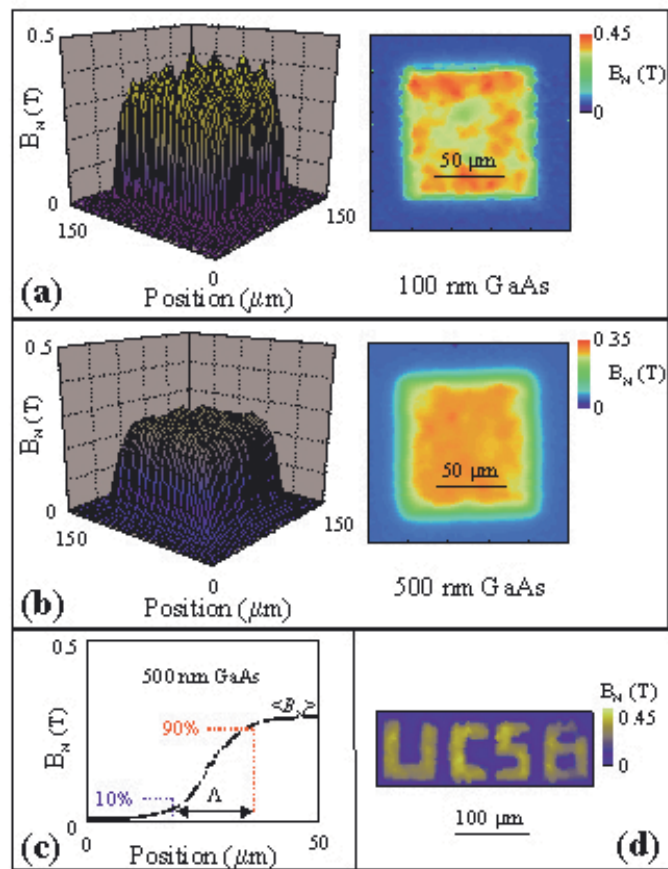 0.5
B_N (T)
0
150
150
0
Position (μm)
(a)
50 μm
0.45
B_N (T)
0
100 nm GaAs
0.5
B_N (T)
0
150
150
0
Position (μm)
(b)
50 μm
0 35
B_N (T)
0
500 nm GaAs
0.5
500 nm GaAs
<B_N>
90%
B_N (T)
10%
Λ
0
0
50
(c)
Position (μm)
B_N (T)
0.45
0
UCSB
100 μm
(d)